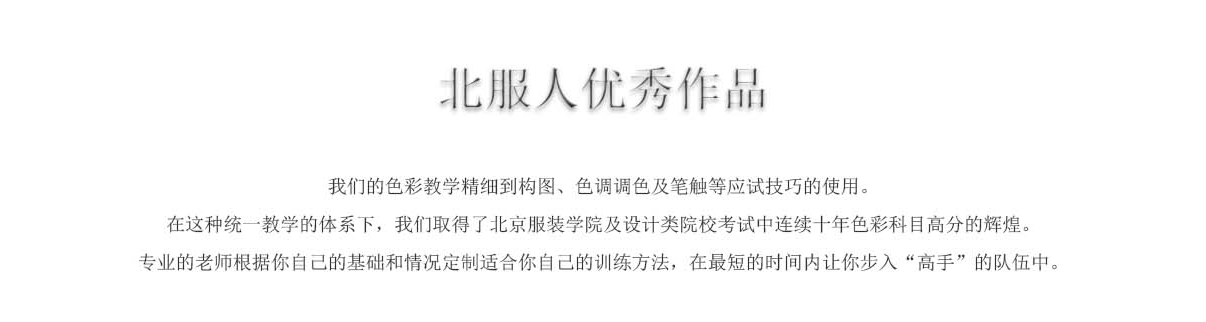 北服人优秀作品
我们的色彩教学精细到构图、色调调色及笔触等应试技巧的使用。
在这种统一教学的体系下，我们取得了北京服装学院及设计类院校考试中连续十年色彩科目高分的辉煌。
专业的老师根据你自己的基础和情况定制适合你自己的训练方法，在最短的时间内让你步入“高手”的队伍中。